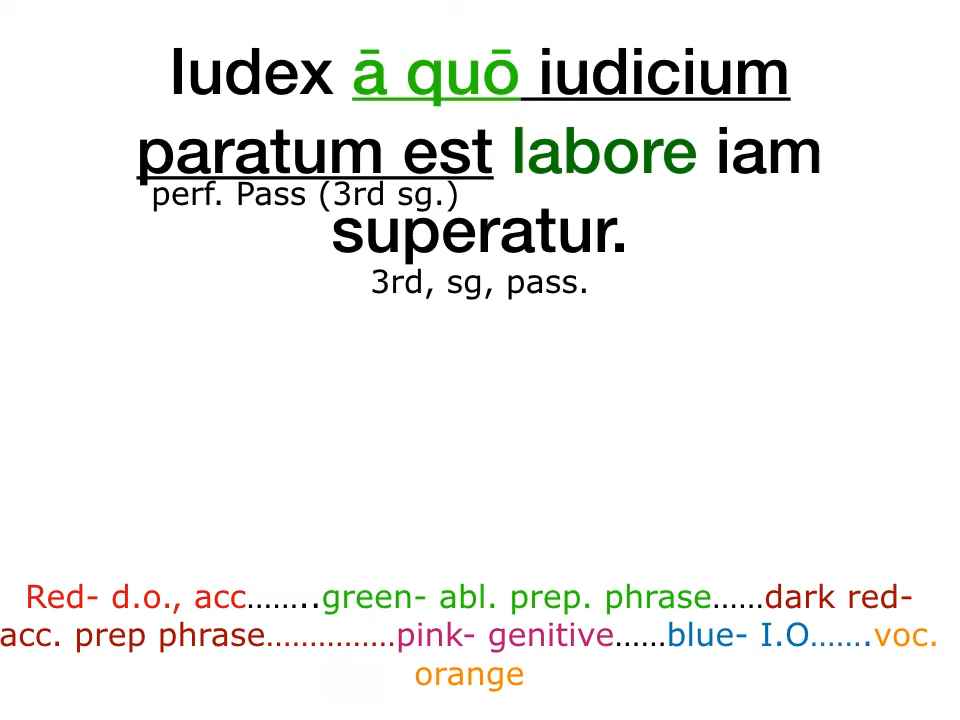 Iudex ā quō iudicium
paratum est labore iam
perf. Pass (3rd sg.)
superatur.
3rd, sg, pass.
Red- d.o., acc……..green- abl. prep. phrase……dark red-
acc. prep phrase……………pink- genitive……blue- I.O…….voc.
orange